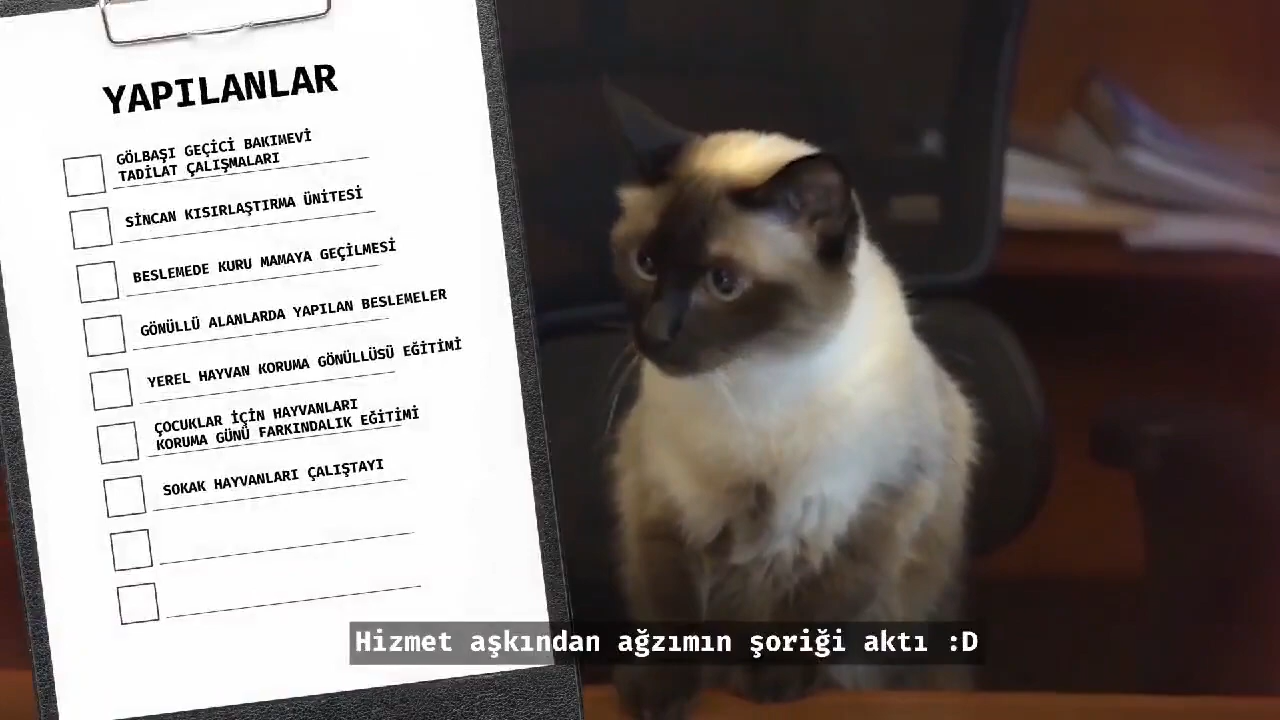 YAPILANLAR
GÖLBAŞI GEÇİCİ BAKIMEVİ
TADİLAT ÇALIŞMALARI
SİNCAN KISIRLAŞTIRMA ÜNİTESİ
BESLEMEDE KURU MAMAYA GEÇİLMESİ
GÖNÜLLÜ ALANLARDA YAPILAN BESLEMELER
YEREL HAYVAN KORUMA GÖNÜLLÜSÜ EĞİTİMİ
ÇOCUKLAR İÇİN HAYVANLARI
KORUMA GÜNÜ FARKINDALIK EĞİTİMİ
SOKAK HAYVANLARI ÇALIŞTAYI
Hizmet aşkından ağzımın şoriği aktı :D